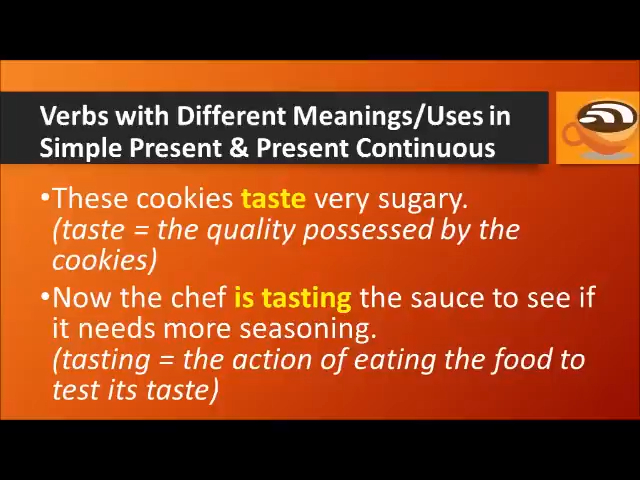 Verbs with Different Meanings/Uses in
Simple Present & Present Continuous
•These cookies taste very sugary.
(taste = the quality possessed by the
cookies)
•Now the chef is tasting the sauce to see if
it needs more seasoning.
(tasting = the action of eating the food to
test its taste)